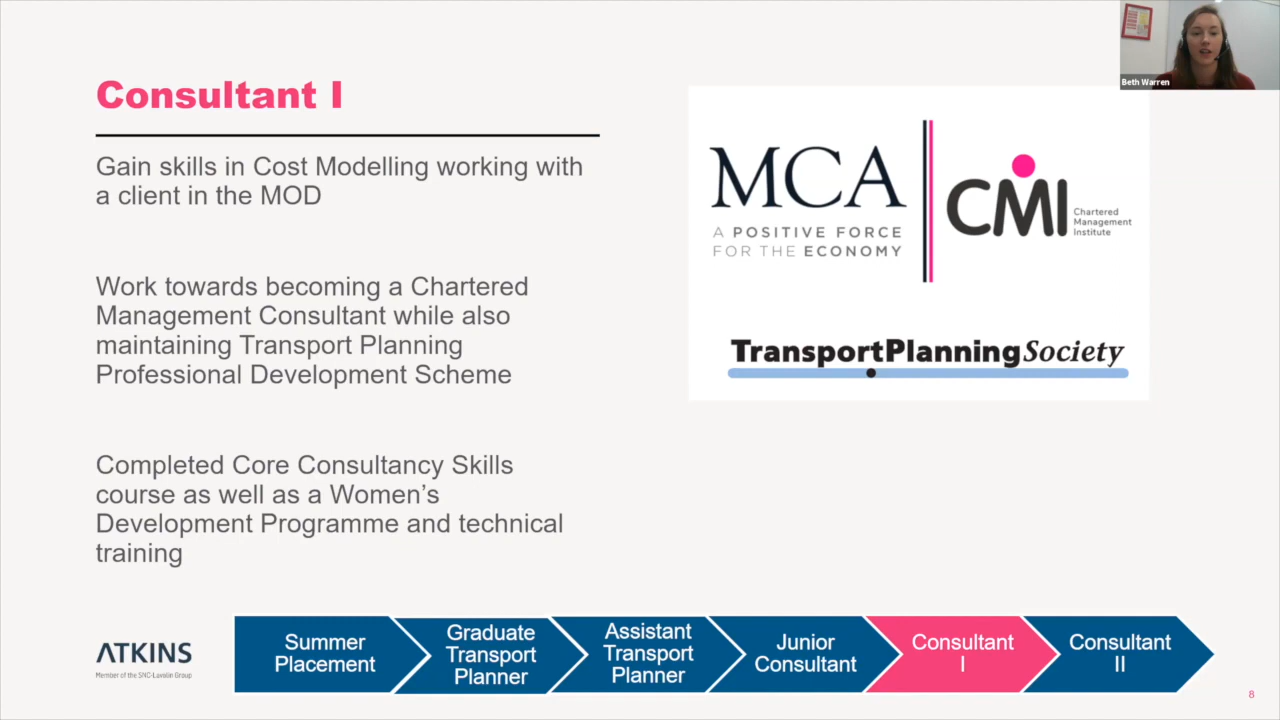 Beth Warren
Consultant I
Gain skills in Cost Modelling working with
a client in the MOD
Work towards becoming a Chartered
Management Consultant while also
maintaining Transport Planning
Professional Development Scheme
Completed Core Consultancy Skills
course as well as a Women’s
Development Programme and technical
training
MCA
A POSITIVE FORCE
FOR THE ECONOMY
CMI
Chartered
Management
Institute
TransportPlanningSociety
ATKINS
Member of the SNC-Lavalin Group
Summer
Placement
Graduate
Transport
Planner
Assistant
Transport
Planner
Junior
Consultant
Consultant
I
Consultant
II
8